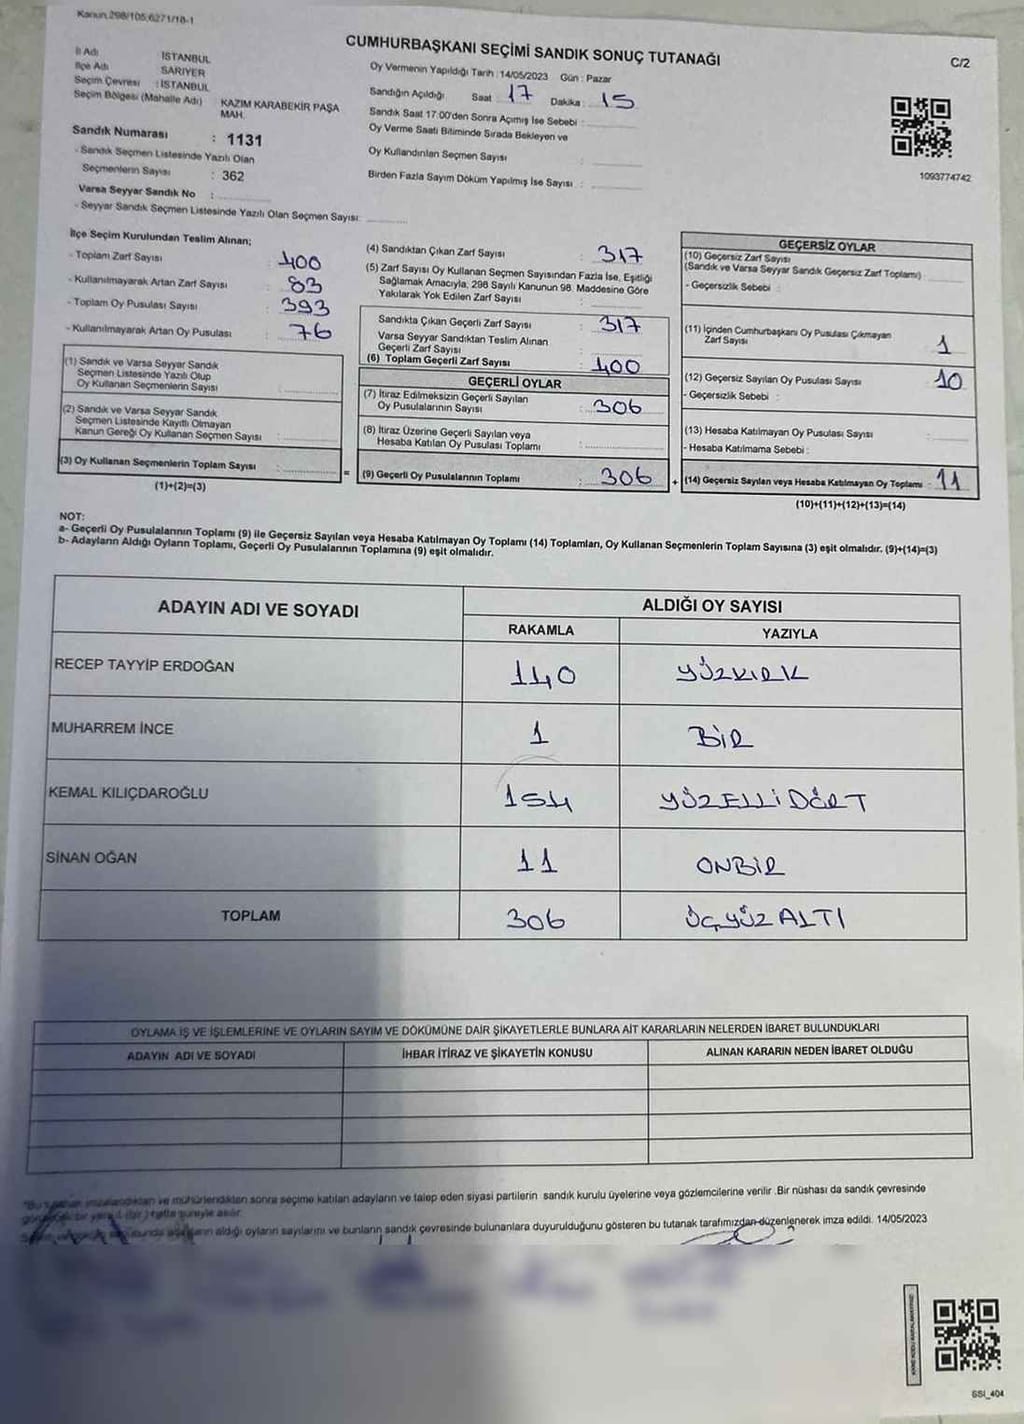 Kanun.298/105,6271/18-1
CUMHURBAŞKANI SEÇİMİ SANDIK SONUÇ TUTANAĞI
C/2
İl Adı : İSTANBUL
İlçe Adı : SARIYER
Seçim Çevresi : İSTANBUL
Seçim Bölgesi (Mahalle Adı) : KAZIM KARABEKİR PAŞA MAH.
Sandık Numarası : 1131
- Sandık Seçmen Listesinde Yazılı Olan
Seçmenlerin Sayısı : 362
Varsa Seyyar Sandık No :
- Seyyar Sandık Seçmen Listesinde Yazılı Olan Seçmen Sayısı:
Oy Vermenin Yapıldığı Tarih : 14/05/2023 Gün : Pazar
Sandığın Açıldığı Saat : 17 Dakika : 15
Sandık Saat 17:00'den Sonra Açımış İse Sebebi :
Oy Verme Saati Bitiminde Sırada Bekleyen ve
Oy Kullandırılan Seçmen Sayısı :
Birden Fazla Sayım Döküm Yapılmış İse Sayısı :
1093774742
İlçe Seçim Kurulundan Teslim Alınan;
- Toplam Zarf Sayısı : 400
- Kullanılmayarak Artan Zarf Sayısı : 83
- Toplam Oy Pusulası Sayısı : 393
- Kullanılmayarak Artan Oy Pusulası : 76
(1) Sandık ve Varsa Seyyar Sandık
Seçmen Listesinde Yazılı Olup
Oy Kullanan Seçmenlerin Sayısı :
(2) Sandık ve Varsa Seyyar Sandık
Seçmen Listesinde Kayıtlı Olmayan
Kanun Gereği Oy Kullanan Seçmen Sayısı :
(3) Oy Kullanan Seçmenlerin Toplam Sayısı :
(1)+(2)=(3)
=
(4) Sandıktan Çıkan Zarf Sayısı : 317
(5) Zarf Sayısı Oy Kullanan Seçmen Sayısından Fazla İse, Eşitliği
Sağlamak Amacıyla, 298 Sayılı Kanunun 98. Maddesine Göre
Yakılarak Yok Edilen Zarf Sayısı :
Sandıkta Çıkan Geçerli Zarf Sayısı : 317
Varsa Seyyar Sandıktan Teslim Alınan
Geçerli Zarf Sayısı :
(6) Toplam Geçerli Zarf Sayısı : 400
GEÇERLİ OYLAR
(7) İtiraz Edilmeksizin Geçerli Sayılan
Oy Pusulalarının Sayısı : 306
(8) İtiraz Üzerine Geçerli Sayılan veya
Hesaba Katılan Oy Pusulası Toplamı :
(9) Geçerli Oy Pusulalarının Toplamı : 306
+
GEÇERSİZ OYLAR
(10) Geçersiz Zarf Sayısı
(Sandık ve Varsa Seyyar Sandık Geçersiz Zarf Toplamı) :
- Geçersizlik Sebebi :
(11) İçinden Cumhurbaşkanı Oy Pusulası Çıkmayan
Zarf Sayısı : 1
(12) Geçersiz Sayılan Oy Pusulası Sayısı : 10
- Geçersizlik Sebebi :
(13) Hesaba Katılmayan Oy Pusulası Sayısı :
- Hesaba Katılmama Sebebi :
(14) Geçersiz Sayılan veya Hesaba Katılmayan Oy Toplamı : 11
(10)+(11)+(12)+(13)=(14)
NOT:
a- Geçerli Oy Pusulalarının Toplamı (9) ile Geçersiz Sayılan veya Hesaba Katılmayan Oy Toplamı (14) Toplamları, Oy Kullanan Seçmenlerin Toplam Sayısına (3) eşit olmalıdır. (9)+(14)=(3)
b- Adayların Aldığı Oyların Toplamı, Geçerli Oy Pusulalarının Toplamına (9) eşit olmalıdır.
ADAYIN ADI VE SOYADI ALDIĞI OY SAYISI
RAKAMLA YAZIYLA
RECEP TAYYİP ERDOĞAN 140 YÜZKIRK
MUHARREM İNCE 1 BİR
KEMAL KILIÇDAROĞLU 154 YÜZELLİDÖRT
SİNAN OĞAN 11 ONBİR
TOPLAM 306 ÜÇYÜZ ALTI
OYLAMA İŞ VE İŞLEMLERİNE VE OYLARIN SAYIM VE DÖKÜMÜNE DAİR ŞİKAYETLERLE BUNLARA AİT KARARLARIN NELERDEN İBARET BULUNDUKLARI
ADAYIN ADI VE SOYADI İHBAR İTİRAZ VE ŞİKAYETİN KONUSU ALINAN KARARIN NEDEN İBARET OLDUĞU
imzalandıktan ve mühürlendikten sonra seçime katılan adayların ve talep eden siyasi partilerin sandık kurulu üyelerine veya gözlemcilerine verilir .Bir nüshası da sandık çevresinde
bir hafta süreyle asılır.
aldığı oyların sayılarını ve bunların sandık çevresinde bulunanlara duyurulduğunu gösteren bu tutanak tarafımızdan düzenlenerek imza edildi. 14/05/2023
SSİ_404